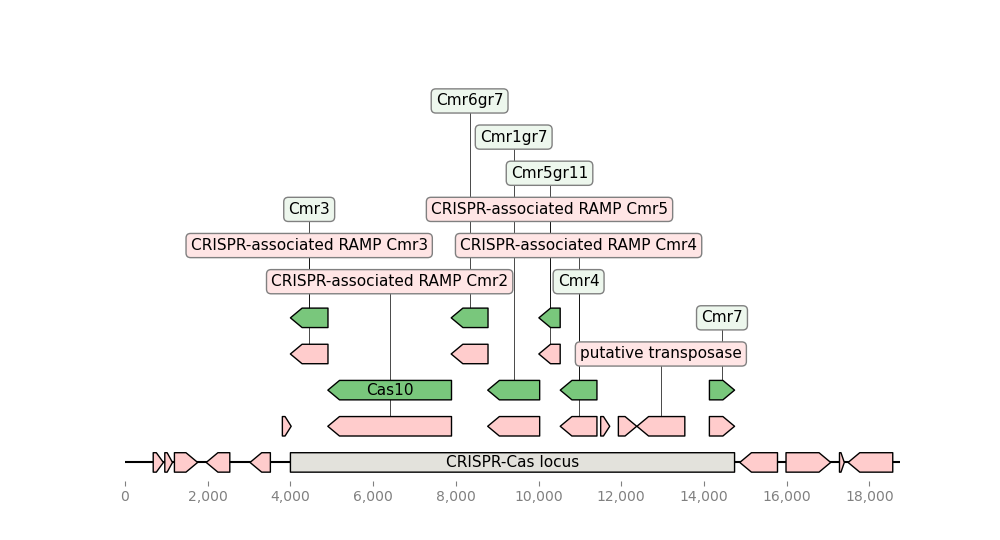 Cmr6gr7
Cmr1gr7
Cmr5gr11
Cmr3
CRISPR-associated RAMP Cmr5
CRISPR-associated RAMP Cmr3
CRISPR-associated RAMP Cmr4
CRISPR-associated RAMP Cmr2
Cmr4
Cmr7
putative transposase
Cas10
CRISPR-Cas locus
0
2,000
4,000
6,000
8,000
10,000
12,000
14,000
16,000
18,000